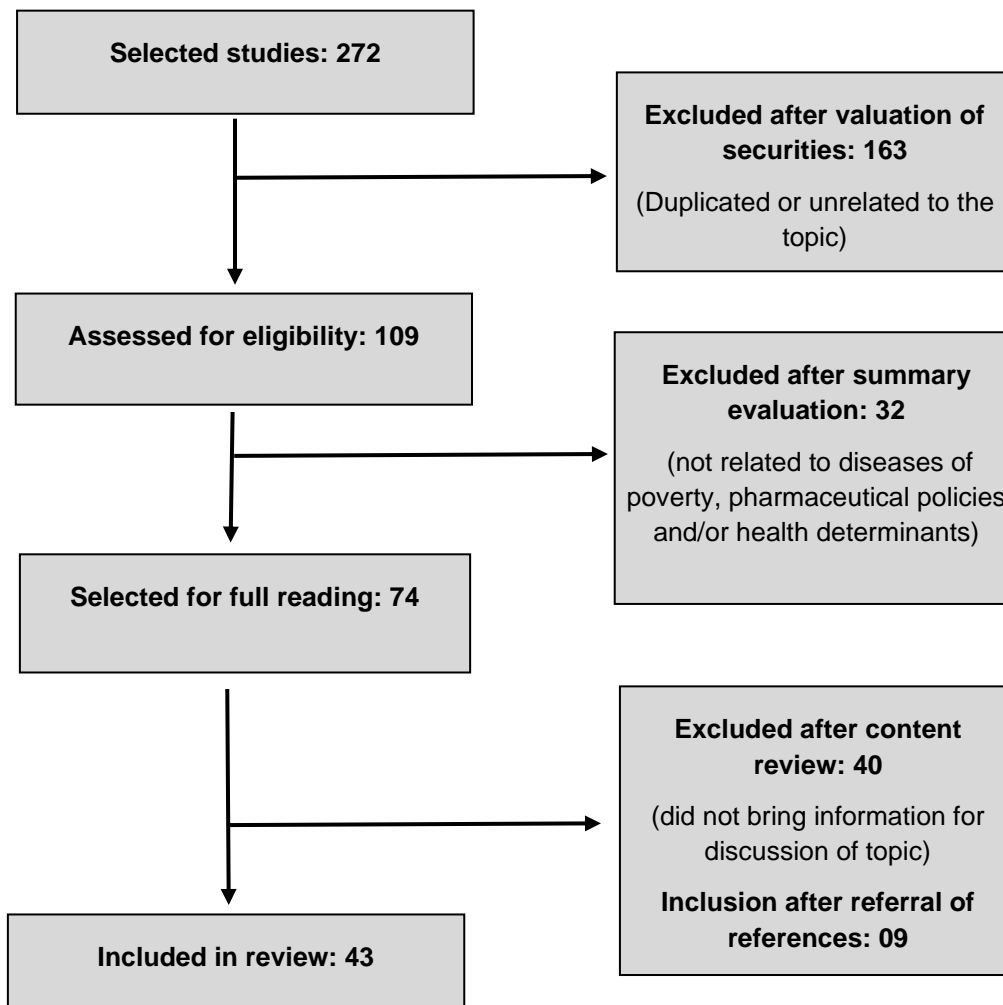 Selected studies: 272
Excluded after valuation of
securities: 163
(Duplicated or unrelated to the
topic)
Assessed for eligibility: 109
Excluded after summary
evaluation: 32
(not related to diseases of
poverty, pharmaceutical policies
and/or health determinants)
Selected for full reading: 74
Excluded after content
review: 40
(did not bring information for
discussion of topic)
Inclusion after referral of
references: 09
Included in review: 43